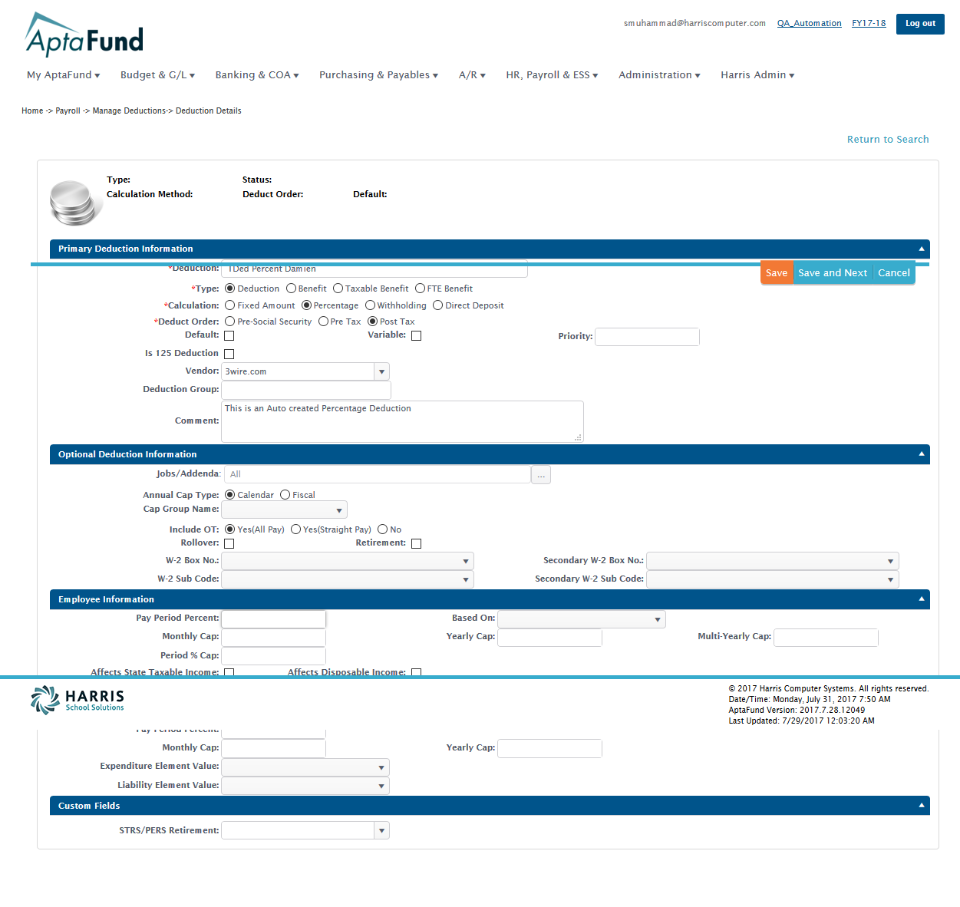 smuhammad@harriscomputer.com QA_Automation FY17-18 Log out
AptaFund
My AptaFund Budget & G/L Banking & COA Purchasing & Payables A/R HR, Payroll & ESS Administration Harris Admin
Home -> Payroll -> Manage Deductions-> Deduction Details
Return to Search
Type: Status:
Calculation Method: Deduct Order: Default:
Primary Deduction Information
*Deduction: TDed Percent Damien
Save Save and Next Cancel
*Type: Deduction Benefit Taxable Benefit FTE Benefit
*Calculation: Fixed Amount Percentage Withholding Direct Deposit
*Deduct Order: Pre-Social Security Pre Tax Post Tax
Default: Variable: Priority:
Is 125 Deduction
Vendor: 3wire.com
Deduction Group:
Comment: This is an Auto created Percentage Deduction
Optional Deduction Information
Jobs/Addenda: All ...
Annual Cap Type: Calendar Fiscal
Cap Group Name:
Include OT: Yes(All Pay) Yes(Straight Pay) No
Rollover: Retirement:
W-2 Box No.: Secondary W-2 Box No.:
W-2 Sub Code: Secondary W-2 Sub Code:
Employee Information
Pay Period Percent: Based On:
Monthly Cap: Yearly Cap: Multi-Yearly Cap:
Period % Cap:
Affects State Taxable Income: Affects Disposable Income:
HARRIS
School Solutions
© 2017 Harris Computer Systems. All rights reserved.
Date/Time: Monday, July 31, 2017 7:50 AM
AptaFund Version: 2017.7.28.12049
Last Updated: 7/29/2017 12:03:20 AM
Pay Period Percent:
Monthly Cap: Yearly Cap:
Expenditure Element Value:
Liability Element Value:
Custom Fields
STRS/PERS Retirement: